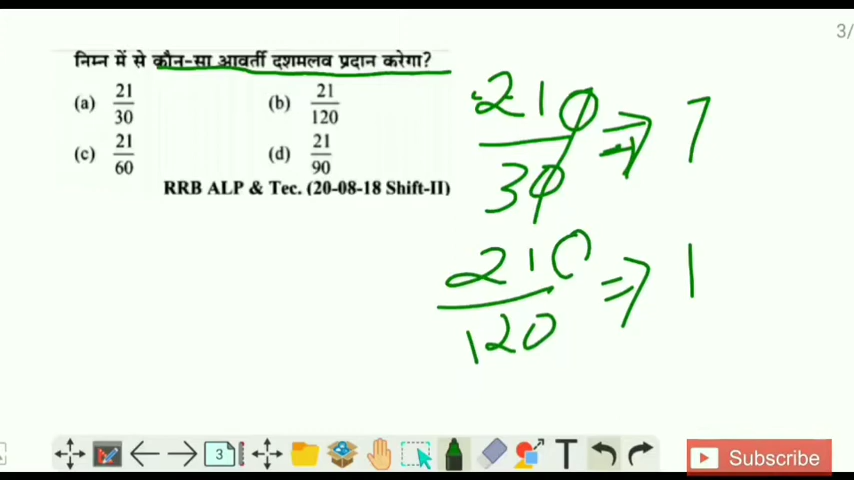 3/
निम्न में से कौन-सा आवर्ती दशमलव प्रदान करेगा?
(a) 21/30 (b) 21/120
(c) 21/60 (d) 21/90
RRB ALP & Tec. (20-08-18 Shift-II)
210/30 ⇒ 7
210/120 ⇒ 1
3
T
Subscribe